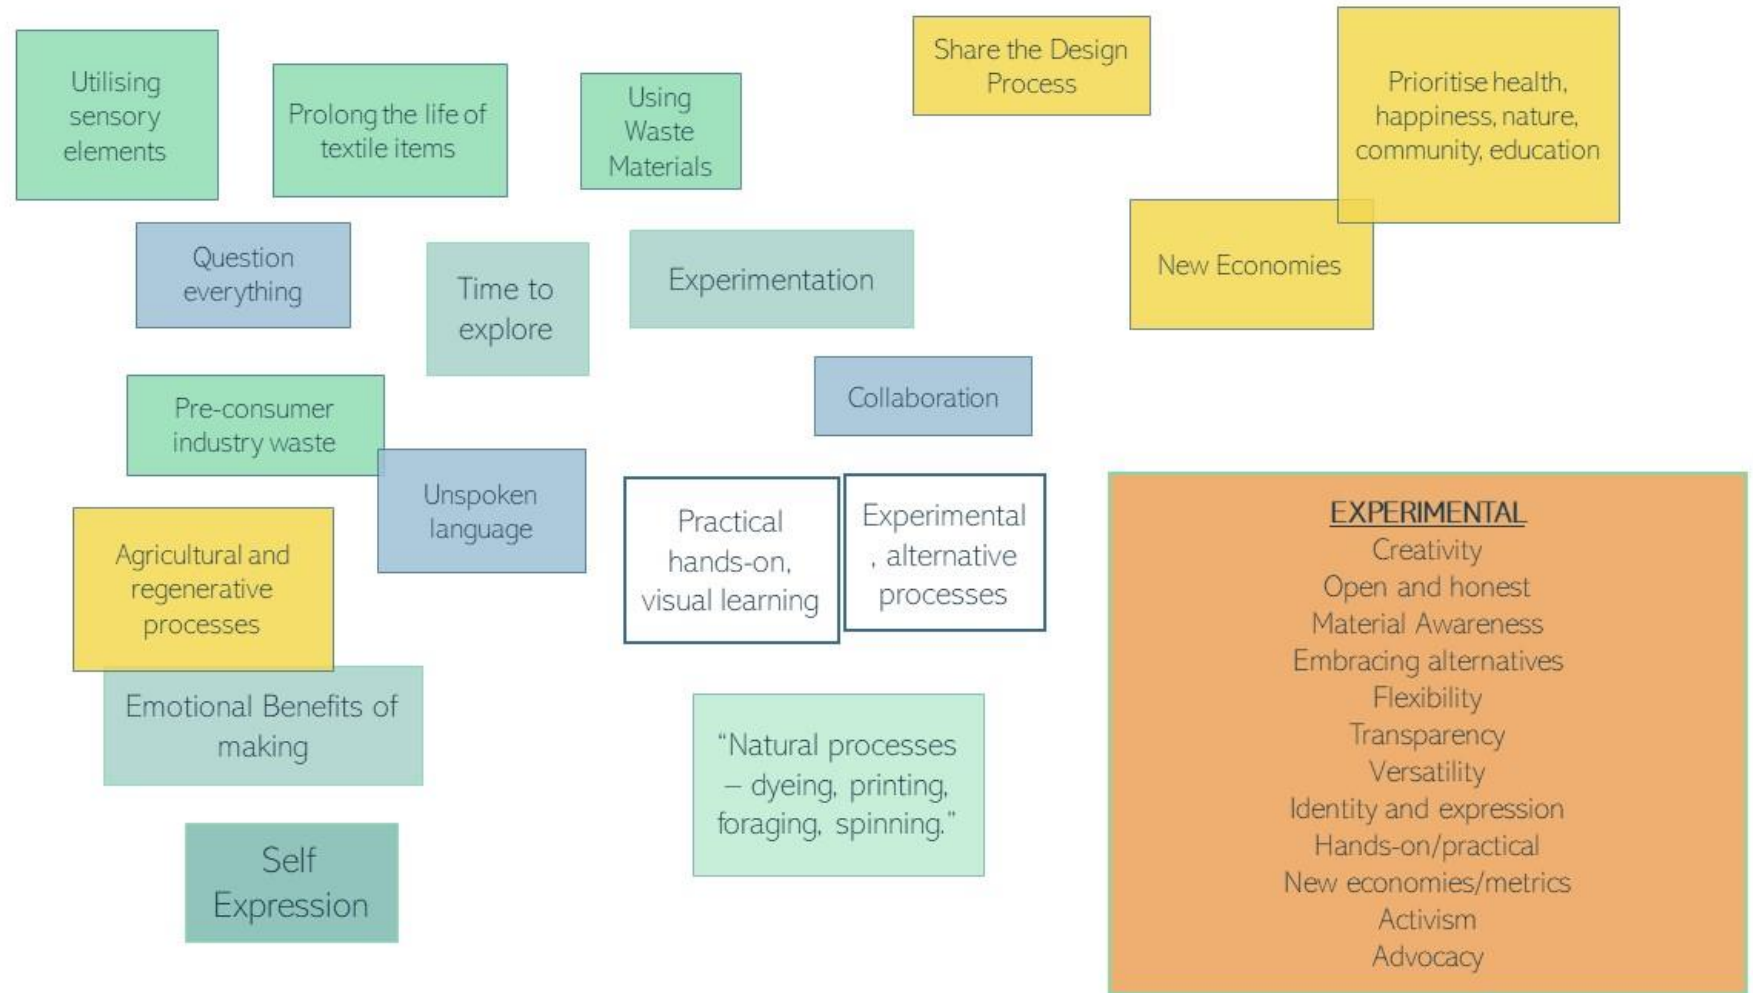 Utilising
sensory
elements
Prolong the life of
textile items
Using
Waste
Materials
Share the Design
Process
Prioritise health,
happiness, nature,
community, education
New Economies
Question
everything
Time to
explore
Experimentation
Collaboration
Pre-consumer
industry waste
Unspoken
language
Practical
hands-on,
visual learning
Experimental
, alternative
processes
Agricultural and
regenerative
processes
Emotional Benefits of
making
Self
Expression
“Natural processes
– dyeing, printing,
foraging, spinning.”
EXPERIMENTAL
Creativity
Open and honest
Material Awareness
Embracing alternatives
Flexibility
Transparency
Versatility
Identity and expression
Hands-on/practical
New economies/metrics
Activism
Advocacy